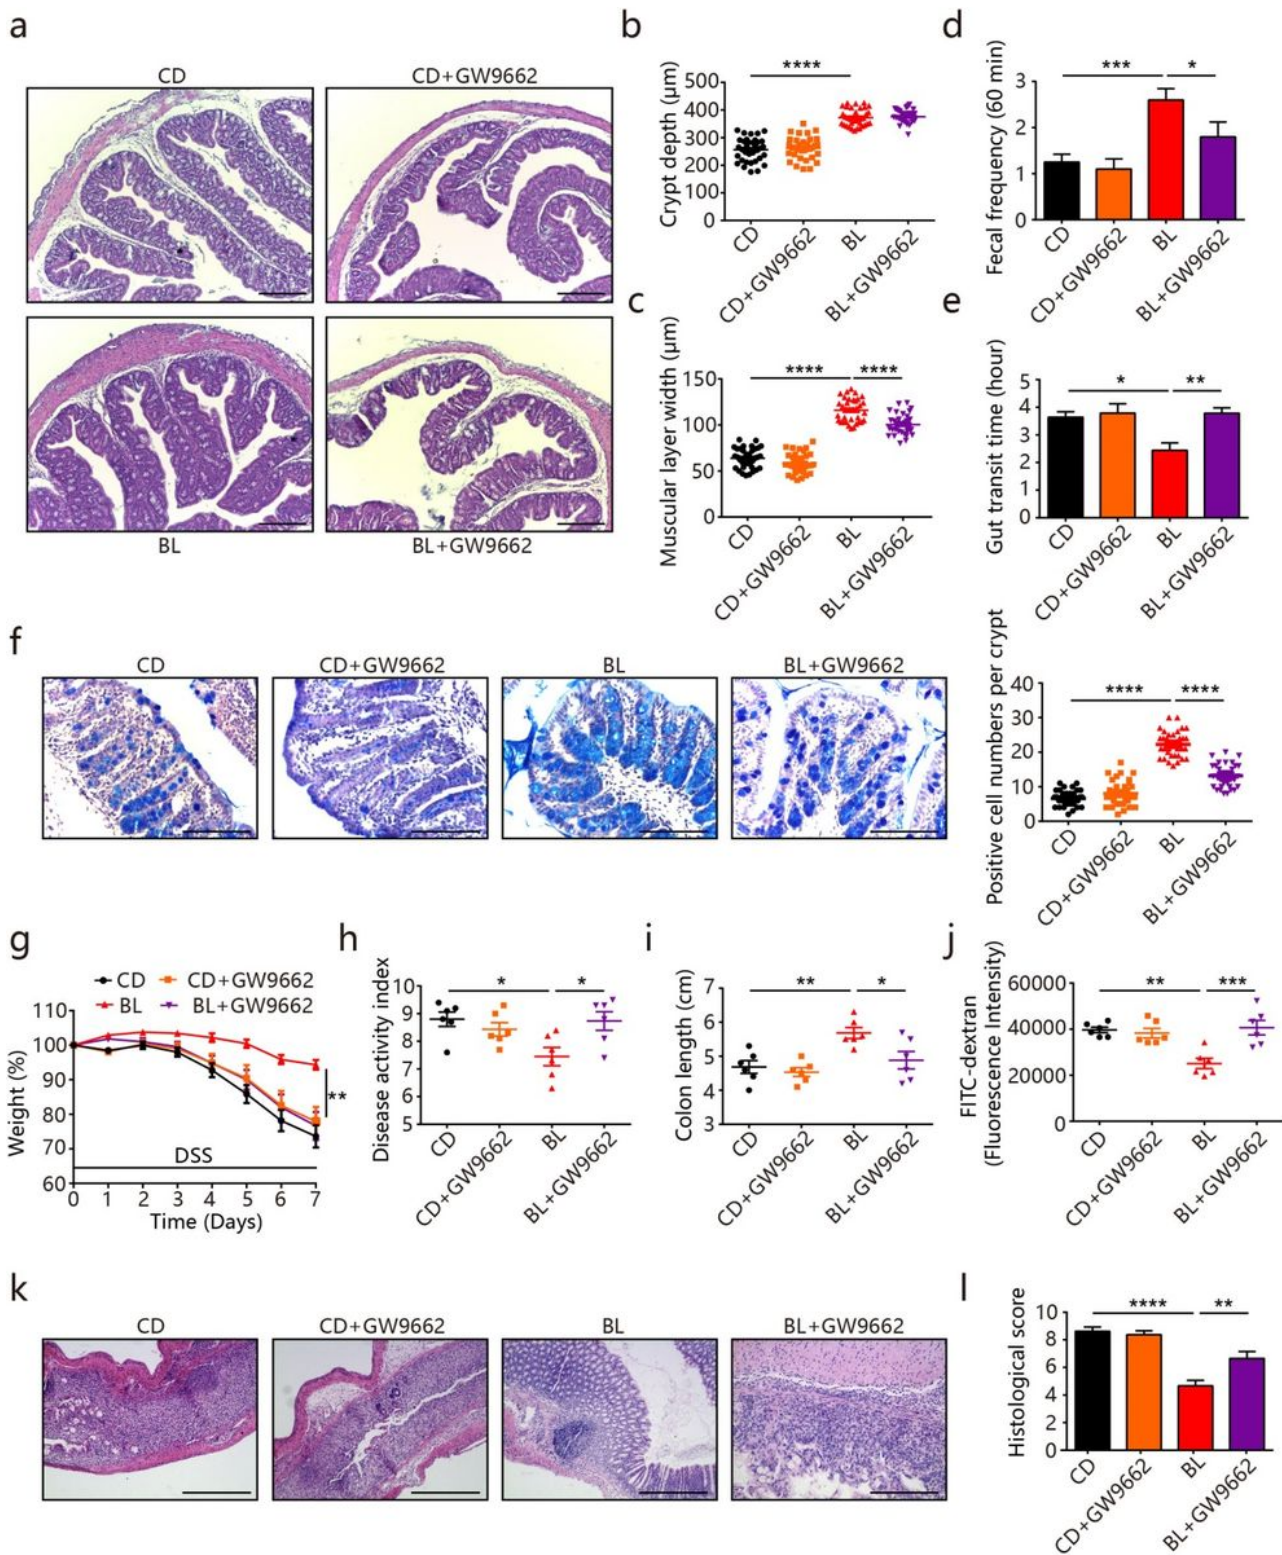 a
CD
CD+GW9662
BL
BL+GW9662
b
Crypt depth (µm)
500
400
300
200
100
0
****
CD
CD+GW9662
BL
BL+GW9662
d
Fecal frequency (60 min)
3
2
1
0
***
*
CD
CD+GW9662
BL
BL+GW9662
c
Muscular layer width (µm)
150
100
50
0
****
****
CD
CD+GW9662
BL
BL+GW9662
e
Gut transit time (hour)
5
4
3
2
1
0
*
**
CD
CD+GW9662
BL
BL+GW9662
f
CD
CD+GW9662
BL
BL+GW9662
Positive cell numbers per crypt
40
30
20
10
0
****
****
CD
CD+GW9662
BL
BL+GW9662
g
CD
CD+GW9662
BL
BL+GW9662
Weight (%)
110
100
90
80
70
60
**
DSS
0 1 2 3 4 5 6 7
Time (Days)
h
Disease activity index
10
9
8
7
6
5
*
*
CD
CD+GW9662
BL
BL+GW9662
i
Colon length (cm)
7
6
5
4
3
**
*
CD
CD+GW9662
BL
BL+GW9662
j
FITC-dextran
(Fluorescence Intensity)
60000
40000
20000
0
**
***
CD
CD+GW9662
BL
BL+GW9662
k
CD
CD+GW9662
BL
BL+GW9662
l
Histological score
10
8
6
4
2
0
****
**
CD
CD+GW9662
BL
BL+GW9662